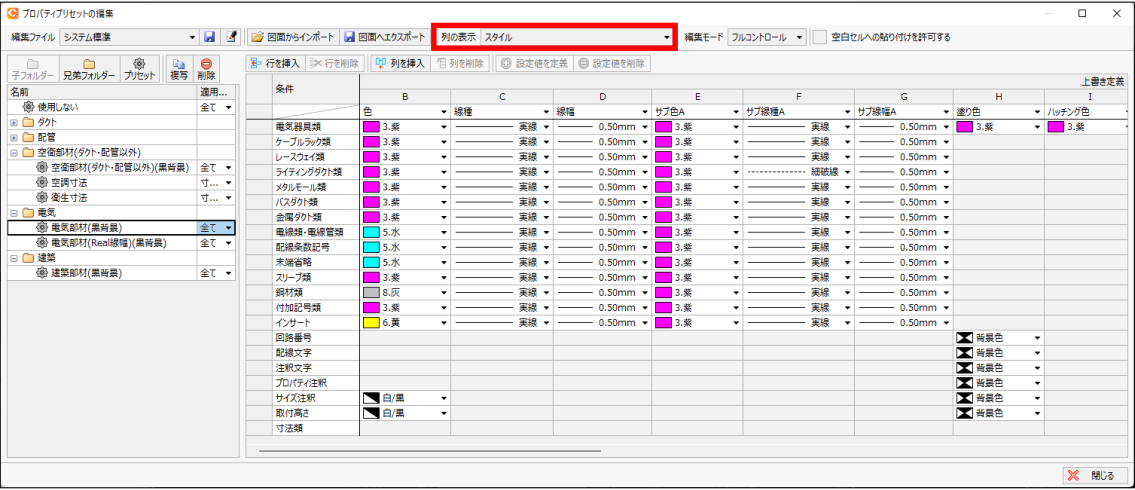 プロパティプリセットの編集
編集ファイル システム標準 図面からインポート 図面へエクスポート 列の表示 スタイル 編集モード フルコントロール 空白セルへの貼り付けを許可する
子フォルダー 兄弟フォルダー プリセット 複写 削除
行を挿入 行を削除 列を挿入 列を削除 設定値を定義 設定値を削除
名前 適用...
使用しない 全て
ダクト
配管
空衛部材(ダクト・配管以外)
空衛部材(ダクト・配管以外)(黒背景) 全て
空調寸法 寸...
衛生寸法 寸...
電気
電気部材(黒背景) 全て
電気部材(Real線幅)(黒背景) 全て
建築
建築部材(黒背景) 全て
条件 上書き定義
B C D E F G H I
色 線種 線幅 サブ色A サブ線種A サブ線幅A 塗り色 ハッチング色
電気器具類 3.紫 実線 0.50mm 3.紫 実線 0.50mm 3.紫 3.紫
ケーブルラック類 3.紫 実線 0.50mm 3.紫 実線 0.50mm
レースウェイ類 3.紫 実線 0.50mm 3.紫 実線 0.50mm
ライティングダクト類 3.紫 実線 0.50mm 3.紫 細破線 0.50mm
メタルモール類 3.紫 実線 0.50mm 3.紫 実線 0.50mm
バスダクト類 3.紫 実線 0.50mm 3.紫 実線 0.50mm
金属ダクト類 3.紫 実線 0.50mm 3.紫 実線 0.50mm
電線類・電線管類 5.水 実線 0.50mm 3.紫 実線 0.50mm
配線条数記号 5.水 実線 0.50mm 3.紫 実線 0.50mm
末端省略 5.水 実線 0.50mm 3.紫 実線 0.50mm
スリーブ類 3.紫 実線 0.50mm 3.紫 実線 0.50mm
鋼材類 8.灰 実線 0.50mm 3.紫 実線 0.50mm
付加記号類 3.紫 実線 0.50mm 3.紫 実線 0.50mm
インサート 6.黄 実線 0.50mm 3.紫 実線 0.50mm
回路番号 背景色
配線文字 背景色
注釈文字 背景色
プロパティ注釈 背景色
サイズ注釈 白/黒 背景色
取付高さ 白/黒 背景色
寸法類
閉じる